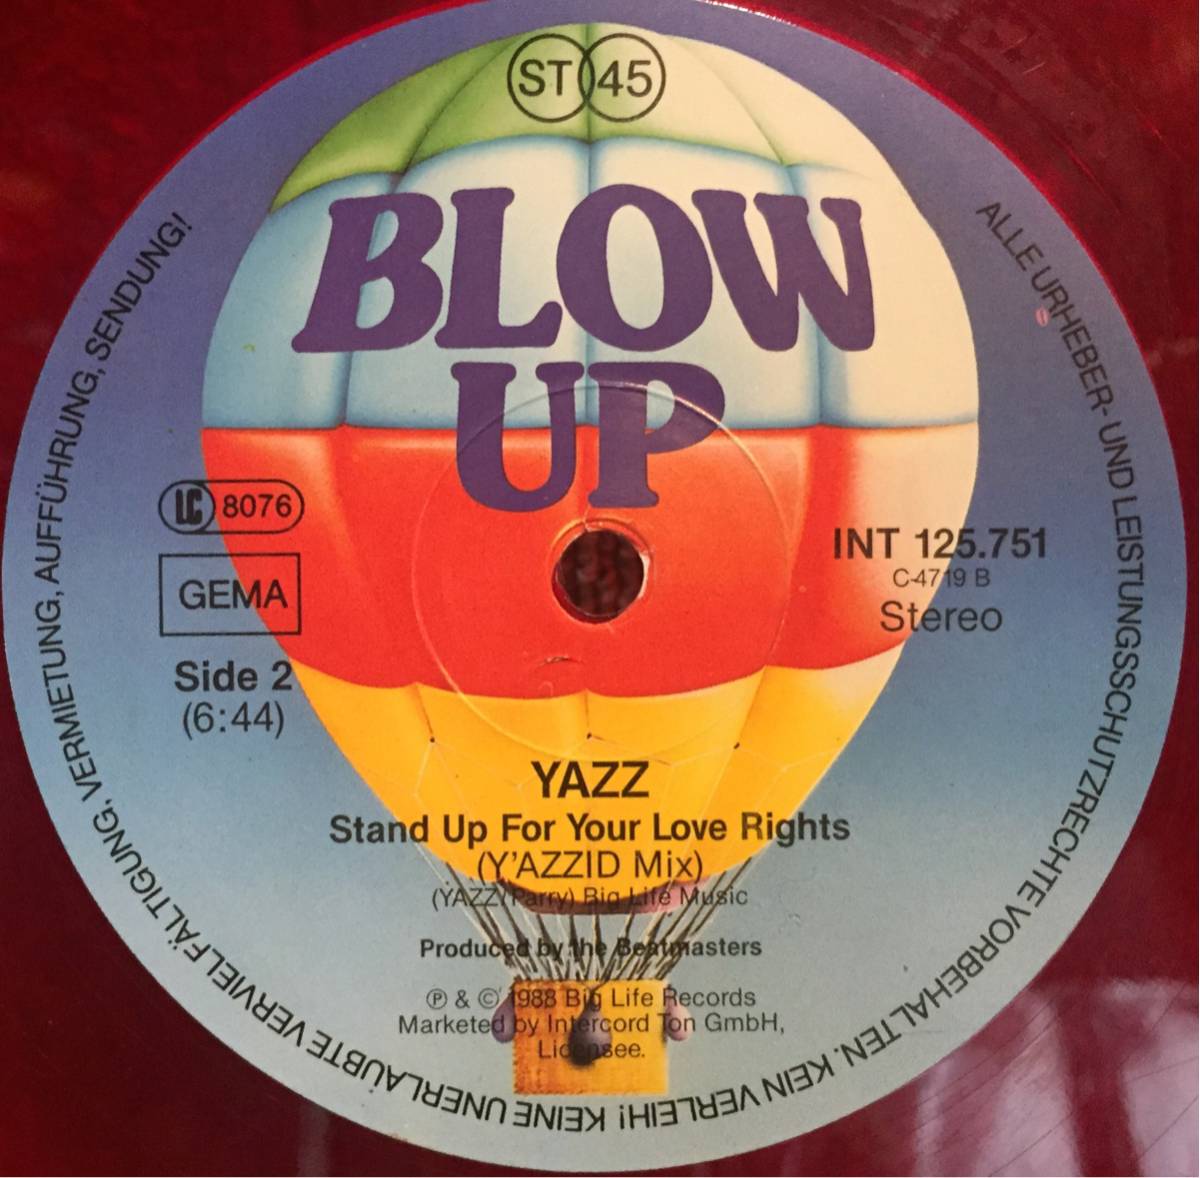 ST 45
BLOW
UP
LC 8076
GEMA
Side 2
(6:44)
INT 125.751
C-4719 B
Stereo
YAZZ
Stand Up For Your Love Rights
(Y'AZZID Mix)
(YAZZ/Parry) Big Life Music
Produced by the Beatmasters
℗ & © 1988 Big Life Records
Marketed by Intercord Ton GmbH,
Licensee.
ALLE URHEBER- UND LEISTUNGSSCHUTZRECHTE VORBEHALTEN. KEIN VERLEIH! KEINE UNERLAUBTE VERVIELFÄLTIGUNG, VERMIETUNG, AUFFÜHRUNG, SENDUNG!